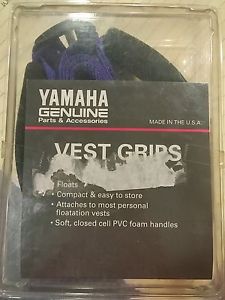 YAMAHA
GENUINE
Parts & Accessories
MADE IN THE U.S.A.
VEST GRIPS
Floats
• Compact & easy to store
• Attaches to most personal
floatation vests
• Soft, closed cell PVC foam handles